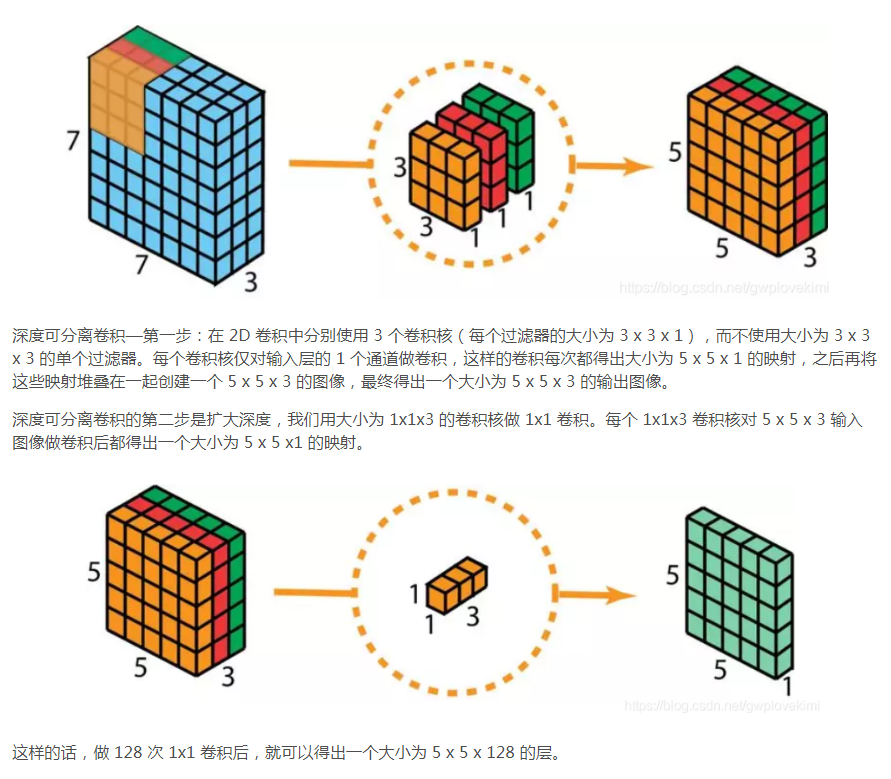 7
7
3
3
3
1
1
1
5
5
3
https://blog.csdn.net/gwplovekimi
深度可分离卷积—第一步：在 2D 卷积中分别使用 3 个卷积核（每个过滤器的大小为 3 x 3 x 1），而不使用大小为 3 x 3
x 3 的单个过滤器。每个卷积核仅对输入层的 1 个通道做卷积，这样的卷积每次都得出大小为 5 x 5 x 1 的映射，之后再将
这些映射堆叠在一起创建一个 5 x 5 x 3 的图像，最终得出一个大小为 5 x 5 x 3 的输出图像。
深度可分离卷积的第二步是扩大深度，我们用大小为 1x1x3 的卷积核做 1x1 卷积。每个 1x1x3 卷积核对 5 x 5 x 3 输入
图像做卷积后都得出一个大小为 5 x 5 x1 的映射。
5
5
3
1
1
3
5
5
1
https://blog.csdn.net/gwplovekimi
这样的话，做 128 次 1x1 卷积后，就可以得出一个大小为 5 x 5 x 128 的层。